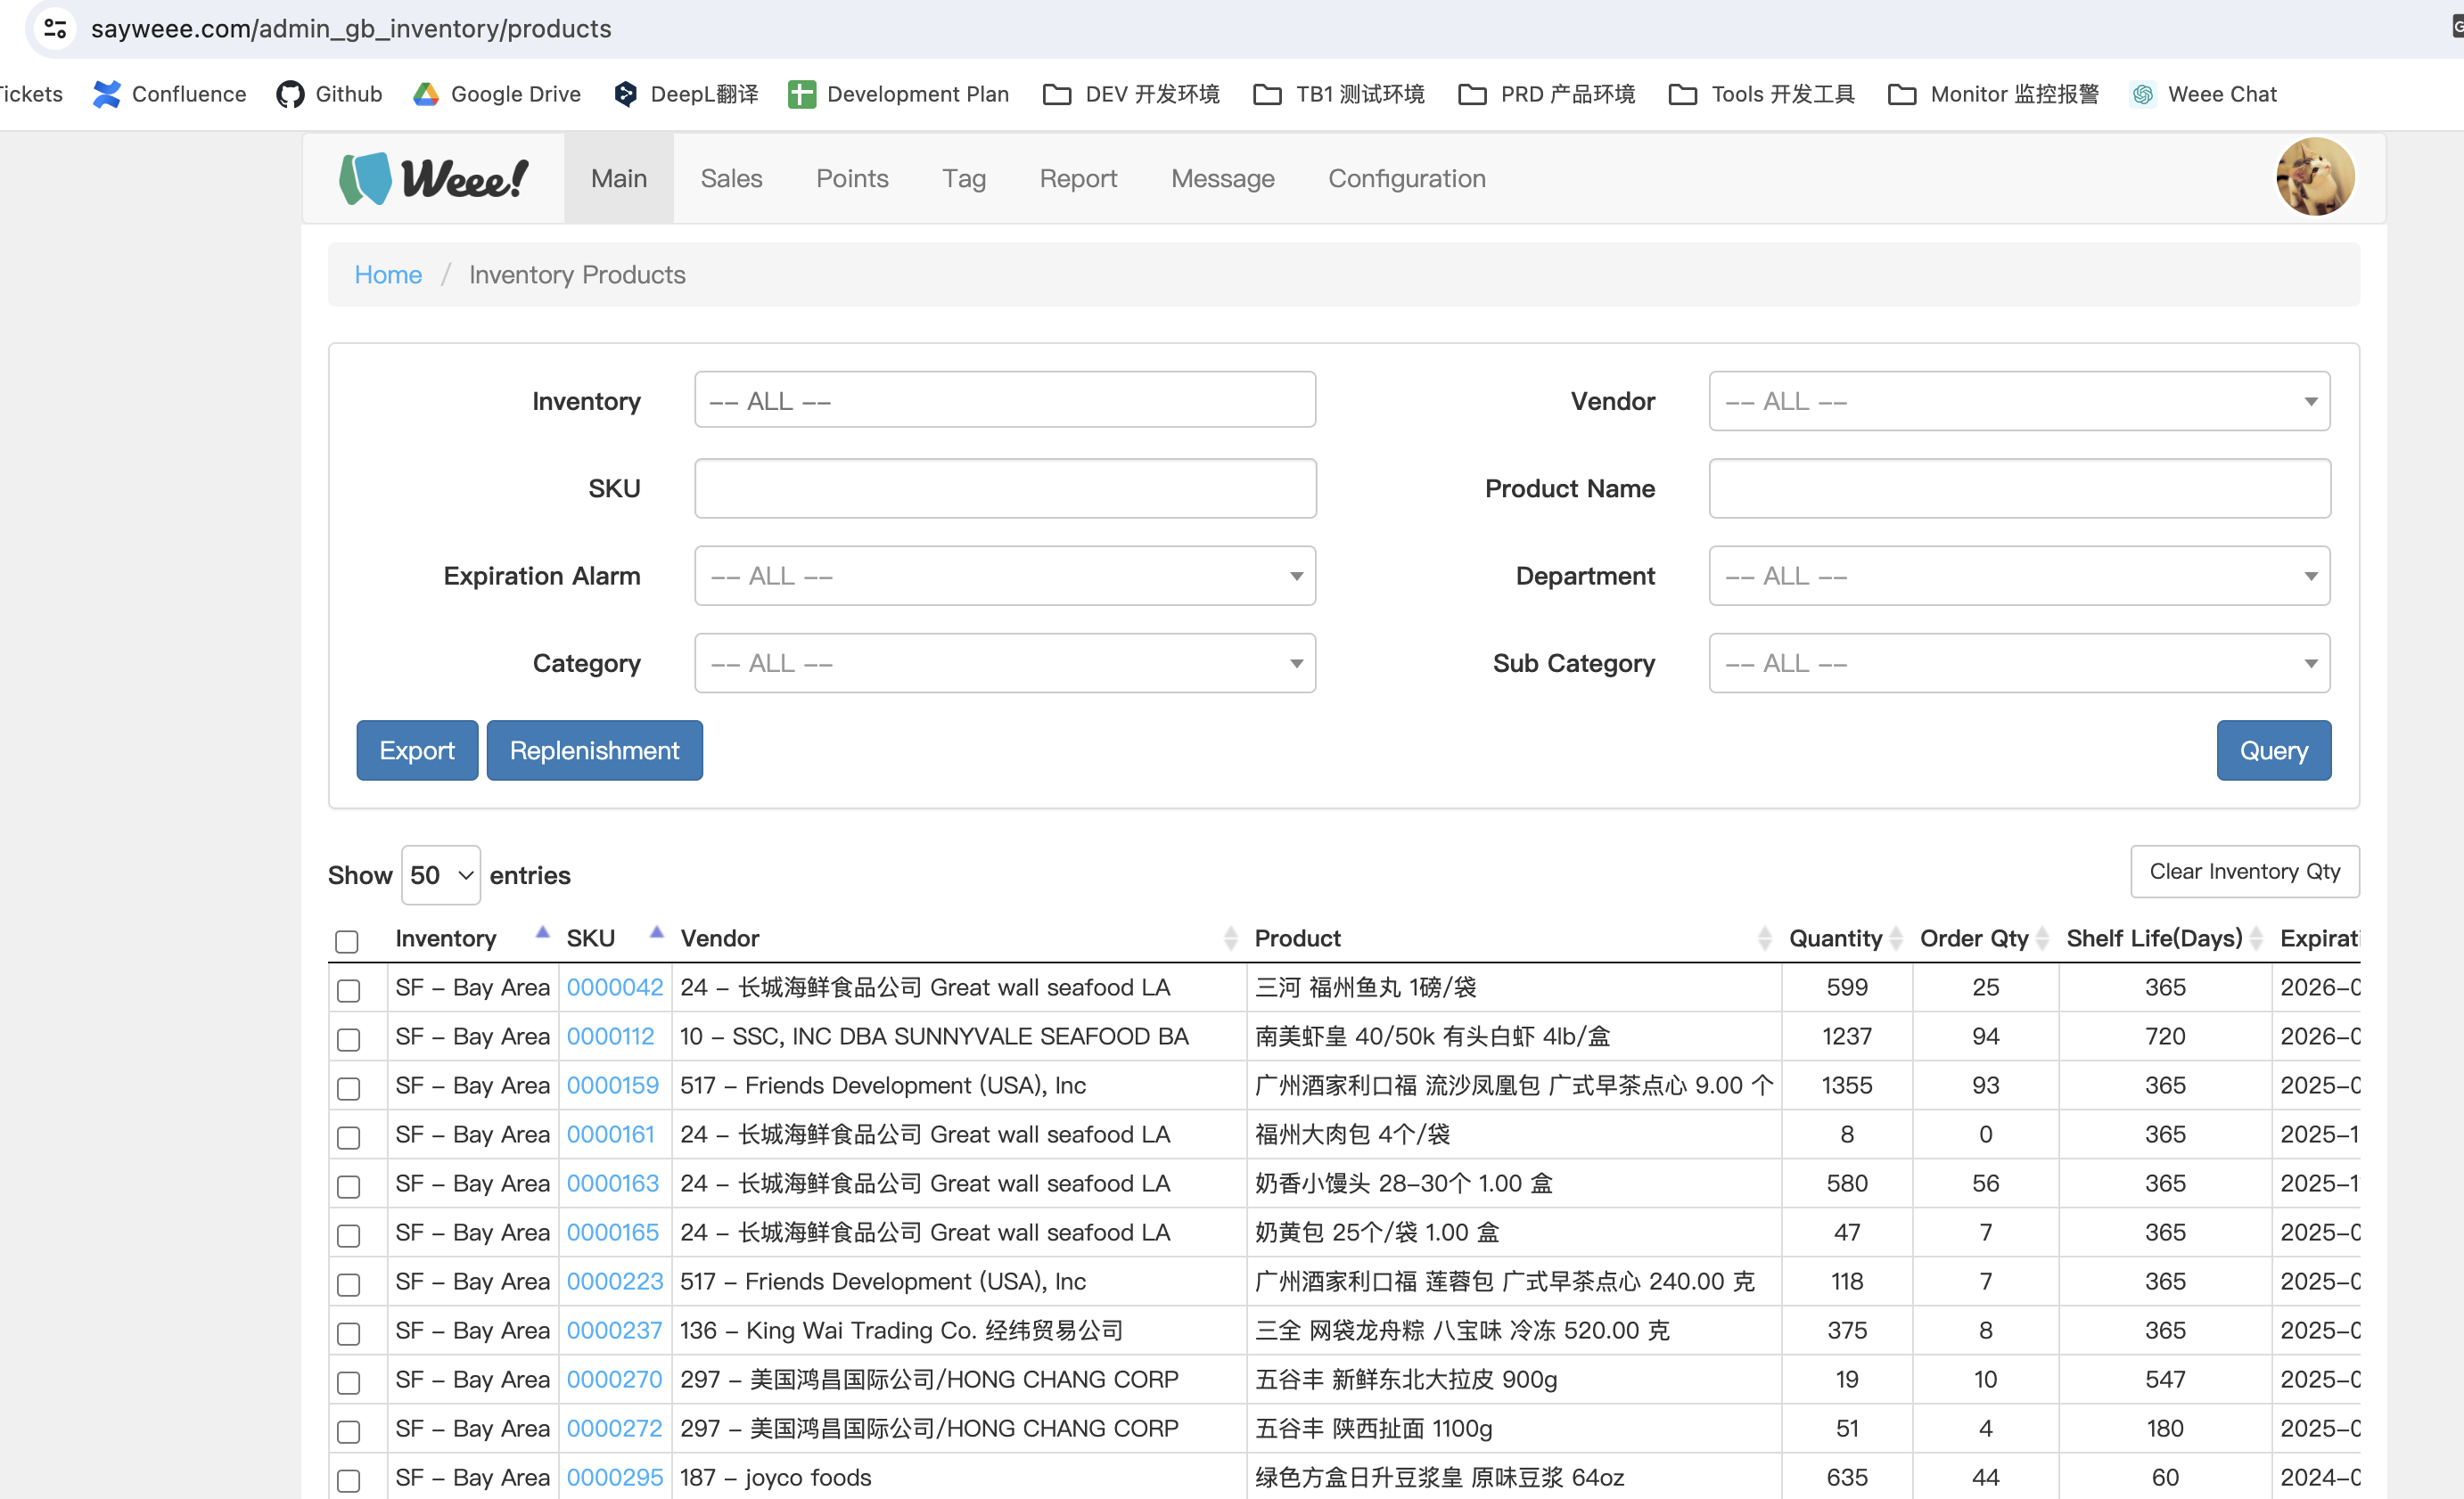 sayweee.com/admin_gb_inventory/products
Tickets Confluence Github Google Drive DeepL翻译 Development Plan DEV 开发环境 TB1 测试环境 PRD 产品环境 Tools 开发工具 Monitor 监控报警 Weee Chat
Weee! Main Sales Points Tag Report Message Configuration
Home / Inventory Products
Inventory -- ALL -- Vendor -- ALL --
SKU Product Name
Expiration Alarm -- ALL -- Department -- ALL --
Category -- ALL -- Sub Category -- ALL --
Export Replenishment Query
Show 50 entries Clear Inventory Qty
Inventory SKU Vendor Product Quantity Order Qty Shelf Life(Days) Expirati
SF - Bay Area 0000042 24 - 长城海鲜食品公司 Great wall seafood LA 三河 福州鱼丸 1磅/袋 599 25 365 2026-0
SF - Bay Area 0000112 10 - SSC, INC DBA SUNNYVALE SEAFOOD BA 南美虾皇 40/50k 有头白虾 4lb/盒 1237 94 720 2026-0
SF - Bay Area 0000159 517 - Friends Development (USA), Inc 广州酒家利口福 流沙凤凰包 广式早茶点心 9.00 个 1355 93 365 2025-0
SF - Bay Area 0000161 24 - 长城海鲜食品公司 Great wall seafood LA 福州大肉包 4个/袋 8 0 365 2025-1
SF - Bay Area 0000163 24 - 长城海鲜食品公司 Great wall seafood LA 奶香小馒头 28-30个 1.00 盒 580 56 365 2025-1
SF - Bay Area 0000165 24 - 长城海鲜食品公司 Great wall seafood LA 奶黄包 25个/袋 1.00 盒 47 7 365 2025-0
SF - Bay Area 0000223 517 - Friends Development (USA), Inc 广州酒家利口福 莲蓉包 广式早茶点心 240.00 克 118 7 365 2025-0
SF - Bay Area 0000237 136 - King Wai Trading Co. 经纬贸易公司 三全 网袋龙舟粽 八宝味 冷冻 520.00 克 375 8 365 2025-0
SF - Bay Area 0000270 297 - 美国鸿昌国际公司/HONG CHANG CORP 五谷丰 新鲜东北大拉皮 900g 19 10 547 2025-0
SF - Bay Area 0000272 297 - 美国鸿昌国际公司/HONG CHANG CORP 五谷丰 陕西扯面 1100g 51 4 180 2025-0
SF - Bay Area 0000295 187 - joyco foods 绿色方盒日升豆浆皇 原味豆浆 64oz 635 44 60 2024-0